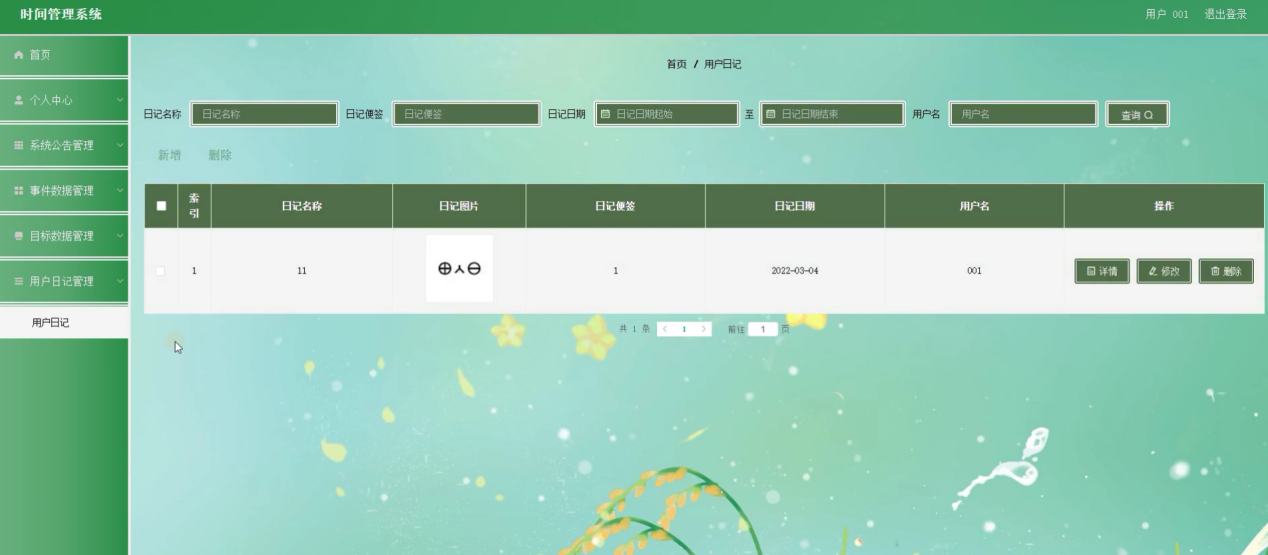 时间管理系统
用户 001 退出登录
首页
个人中心
系统公告管理
事件数据管理
目标数据管理
用户日记管理
用户日记
首页 / 用户日记
日记名称 日记名称 日记便签 日记便签 日记日期 日记日期起始 至 日记日期结束 用户名 用户名 查询
新增 删除
索引 日记名称 日记图片 日记便签 日记日期 用户名 操作
1 11 1 2022-03-04 001 详情 修改 删除
共 1 条 1 前往 1 页